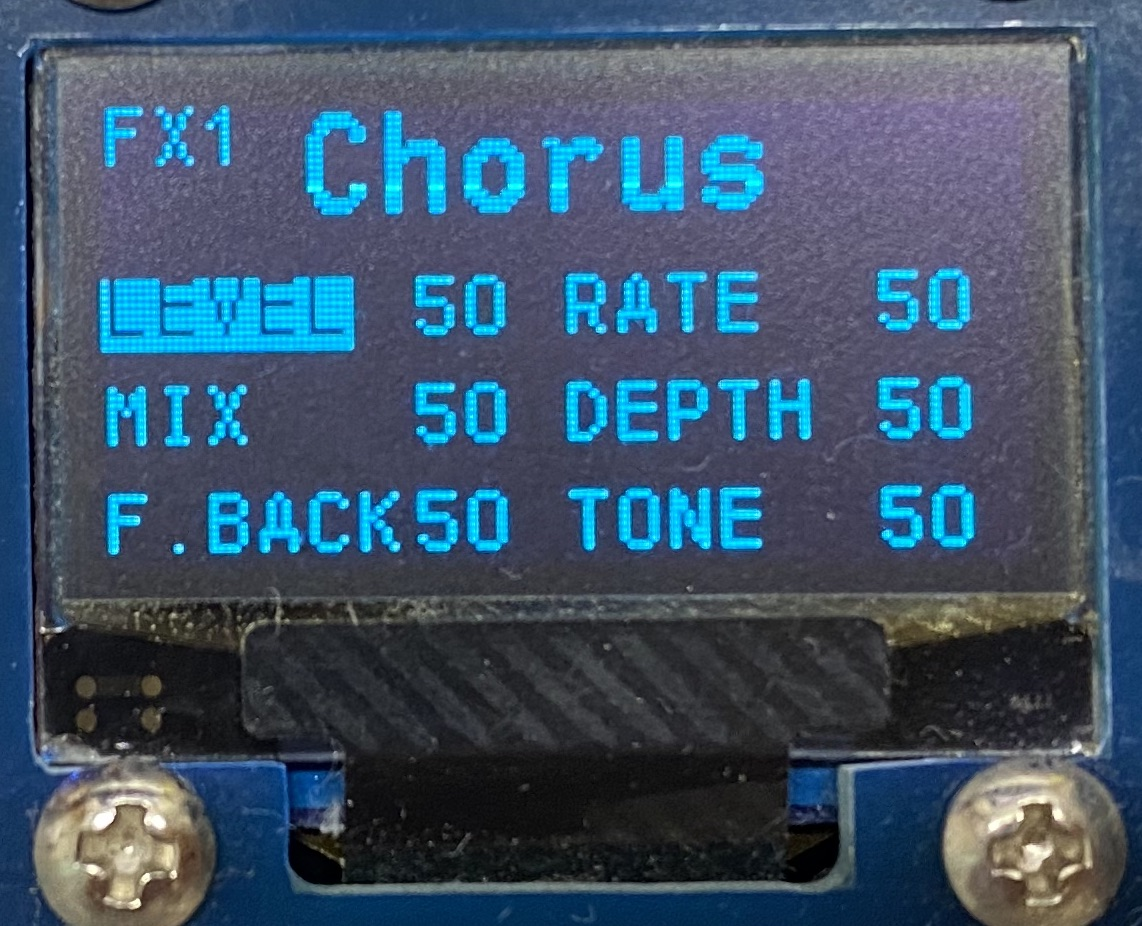 FX1 Chorus
LEVEL 50 RATE 50
MIX 50 DEPTH 50
F.BACK50 TONE 50